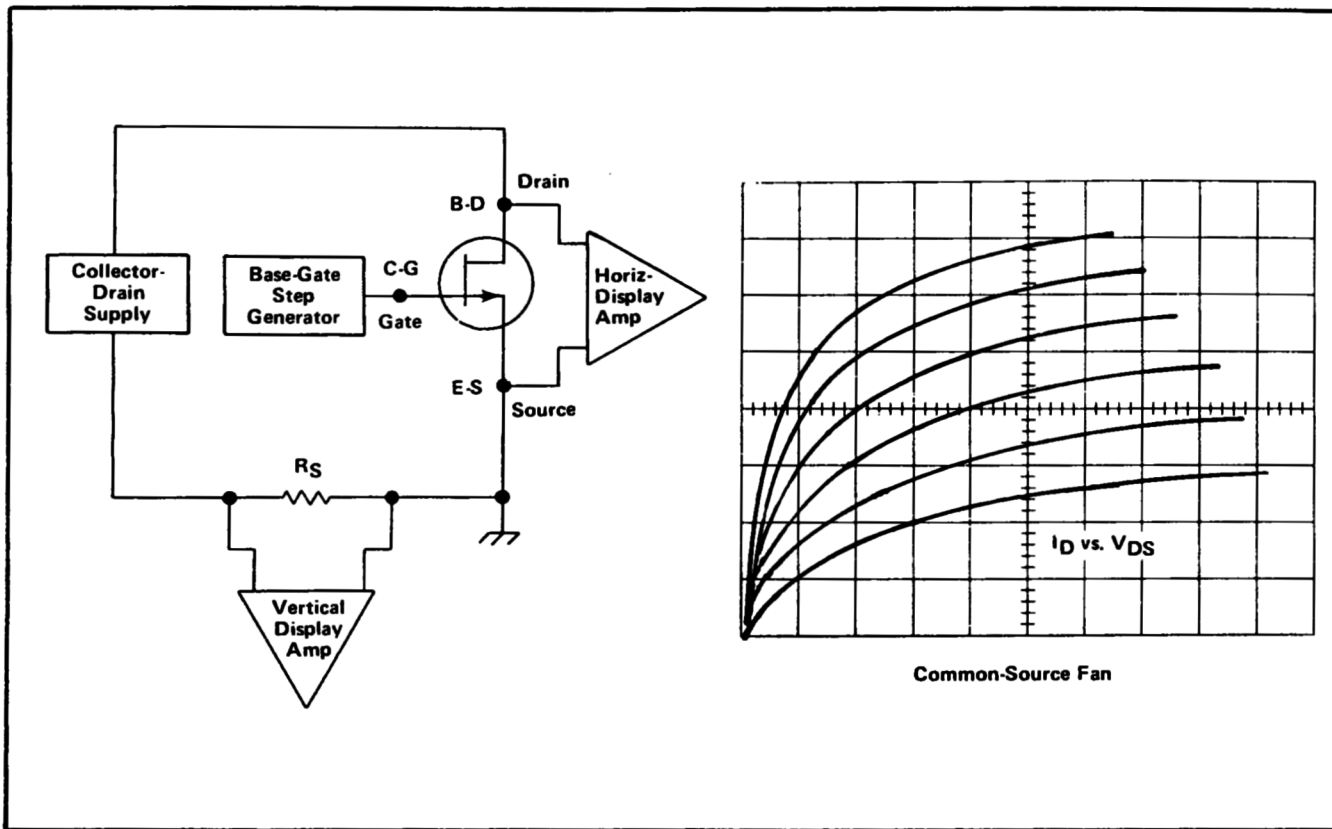 Drain
B-D
Collector-
Drain
Supply
Base-Gate
Step
Generator
C-G
Gate
Horiz-
Display
Amp
E-S
Source
RS
Vertical
Display
Amp
ID vs. VDS
Common-Source Fan